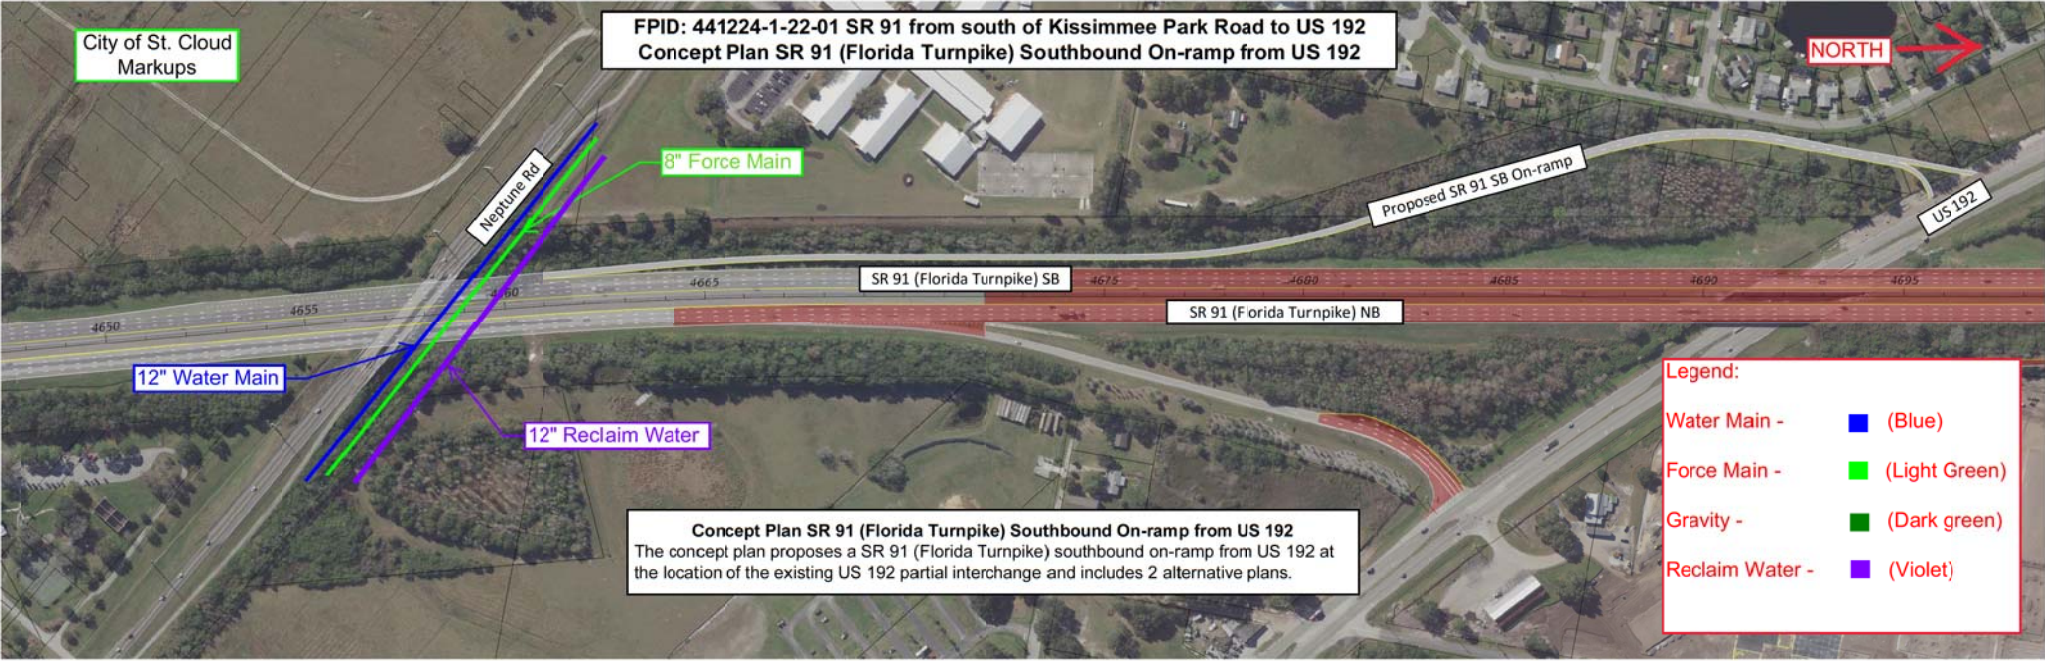 City of St. Cloud
Markups
FPID: 441224-1-22-01 SR 91 from south of Kissimmee Park Road to US 192
Concept Plan SR 91 (Florida Turnpike) Southbound On-ramp from US 192
NORTH
8" Force Main
Neptune Rd
Proposed SR 91 SB On-ramp
US 192
SR 91 (Florida Turnpike) SB
4650
4655
4660
4665
4675
4680
4685
4690
4695
SR 91 (Florida Turnpike) NB
12" Water Main
12" Reclaim Water
Legend:
Water Main - (Blue)
Force Main - (Light Green)
Gravity - (Dark green)
Reclaim Water - (Violet)
Concept Plan SR 91 (Florida Turnpike) Southbound On-ramp from US 192
The concept plan proposes a SR 91 (Florida Turnpike) southbound on-ramp from US 192 at
the location of the existing US 192 partial interchange and includes 2 alternative plans.